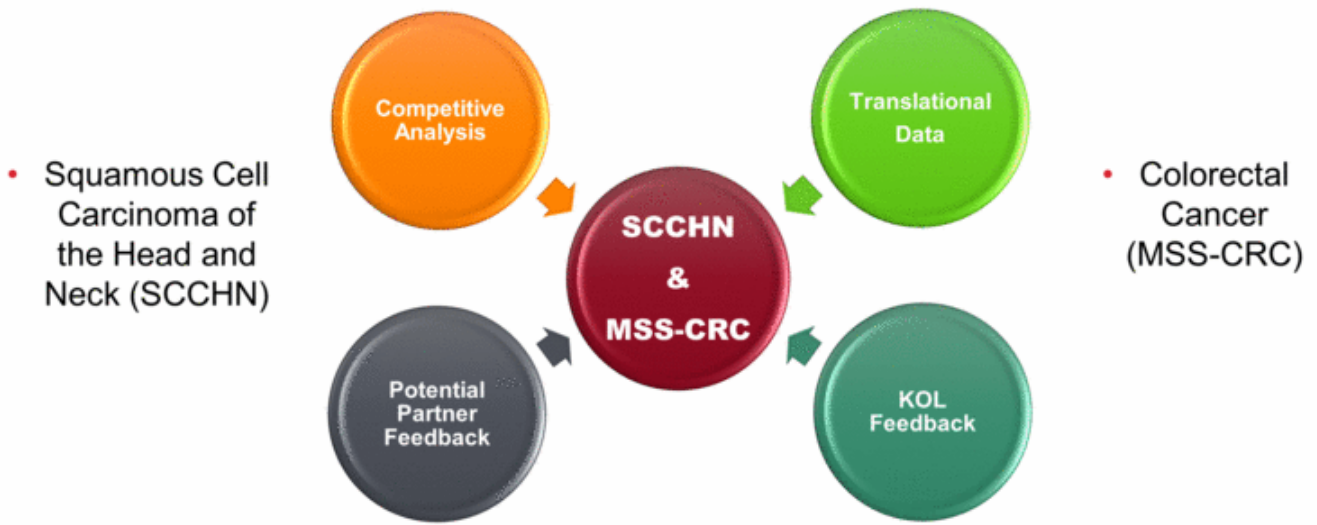 Competitive
Analysis
Translational
Data
• Squamous Cell
Carcinoma of
the Head and
Neck (SCCHN)
SCCHN
&
MSS-CRC
• Colorectal
Cancer
(MSS-CRC)
Potential
Partner
Feedback
KOL
Feedback